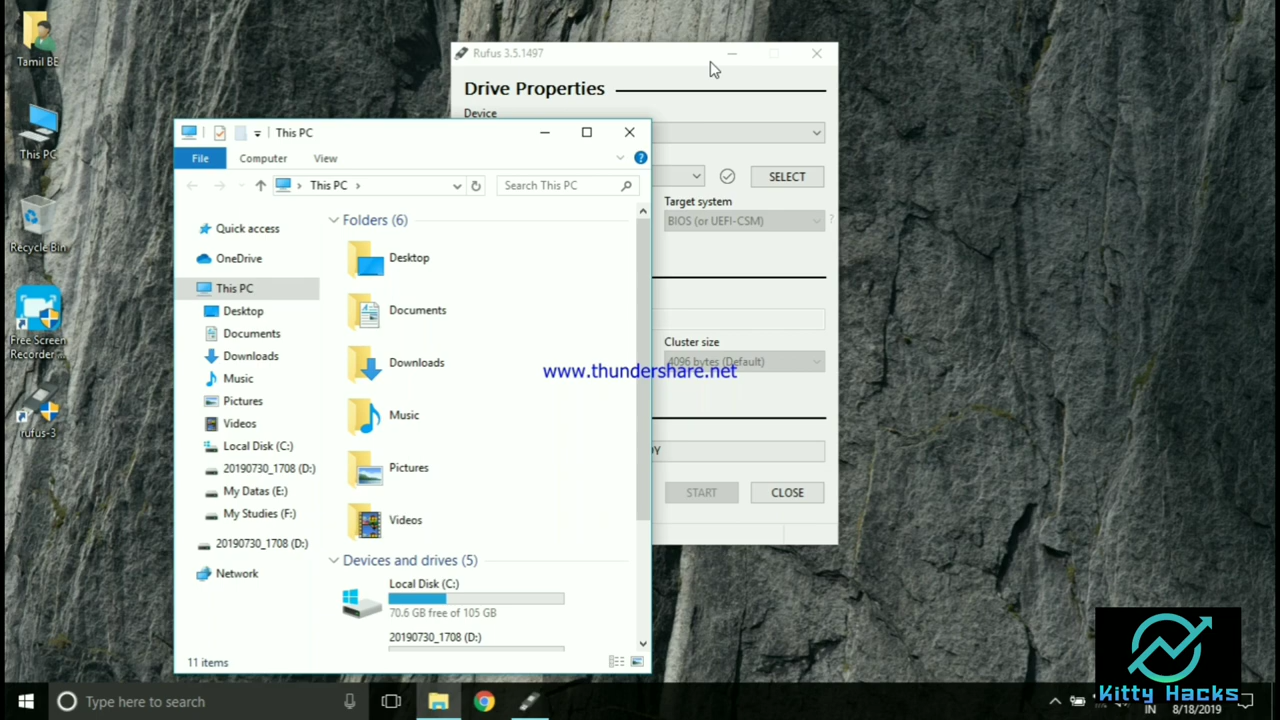 Tamil BE
This PC
Recycle Bin
Free Screen
Recorder ...
rufus-3
Rufus 3.5.1497
Drive Properties
Device
SELECT
Target system
BIOS (or UEFI-CSM)
?
Cluster size
4096 bytes (Default)
START
CLOSE
This PC
File
Computer
View
This PC
Search This PC
Quick access
OneDrive
This PC
Desktop
Documents
Downloads
Music
Pictures
Videos
Local Disk (C:)
20190730_1708 (D:)
My Datas (E:)
My Studies (F:)
20190730_1708 (D:)
Network
Folders (6)
Desktop
Documents
Downloads
Music
Pictures
Videos
Devices and drives (5)
Local Disk (C:)
70.6 GB free of 105 GB
20190730_1708 (D:)
11 items
www.thundershare.net
Kitty Hacks
Type here to search
IN
8/18/2019